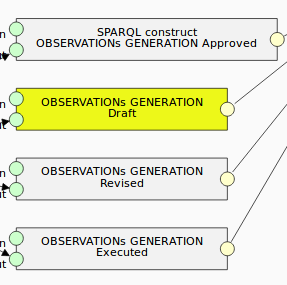 SPARQL construct
OBSERVATIONs GENERATION Approved
OBSERVATIONs GENERATION
Draft
OBSERVATIONs GENERATION
Revised
OBSERVATIONs GENERATION
Executed